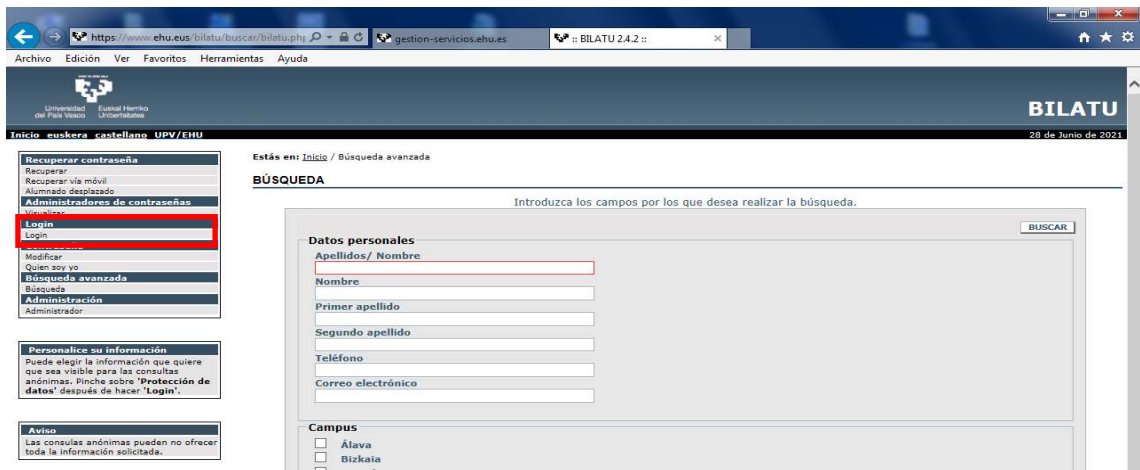 https://www.ehu.eus/bilatu/buscar/bilatu.php
gestion-servicios.ehu.es
:: BILATU 2.4.2 ::
Archivo Edición Ver Favoritos Herramientas Ayuda
Universidad del País Vasco
Euskal Herriko Unibertsitatea
BILATU
Inicio euskera castellano UPV/EHU
28 de Junio de 2021
Recuperar contraseña
Recuperar
Recuperar vía móvil
Alumnado desplazado
Administradores de contraseñas
Visualizar
Login
Login
Modificar
Quien soy yo
Búsqueda avanzada
Búsqueda
Administración
Administrador
Personalice su información
Puede elegir la información que quiere
que sea visible para las consultas
anónimas. Pinche sobre 'Protección de
datos' después de hacer 'Login'.
Aviso
Las consulas anónimas pueden no ofrecer
toda la información solicitada.
Estás en: Inicio / Búsqueda avanzada
BÚSQUEDA
Introduzca los campos por los que desea realizar la búsqueda.
BUSCAR
Datos personales
Apellidos/ Nombre
Nombre
Primer apellido
Segundo apellido
Teléfono
Correo electrónico
Campus
Álava
Bizkaia